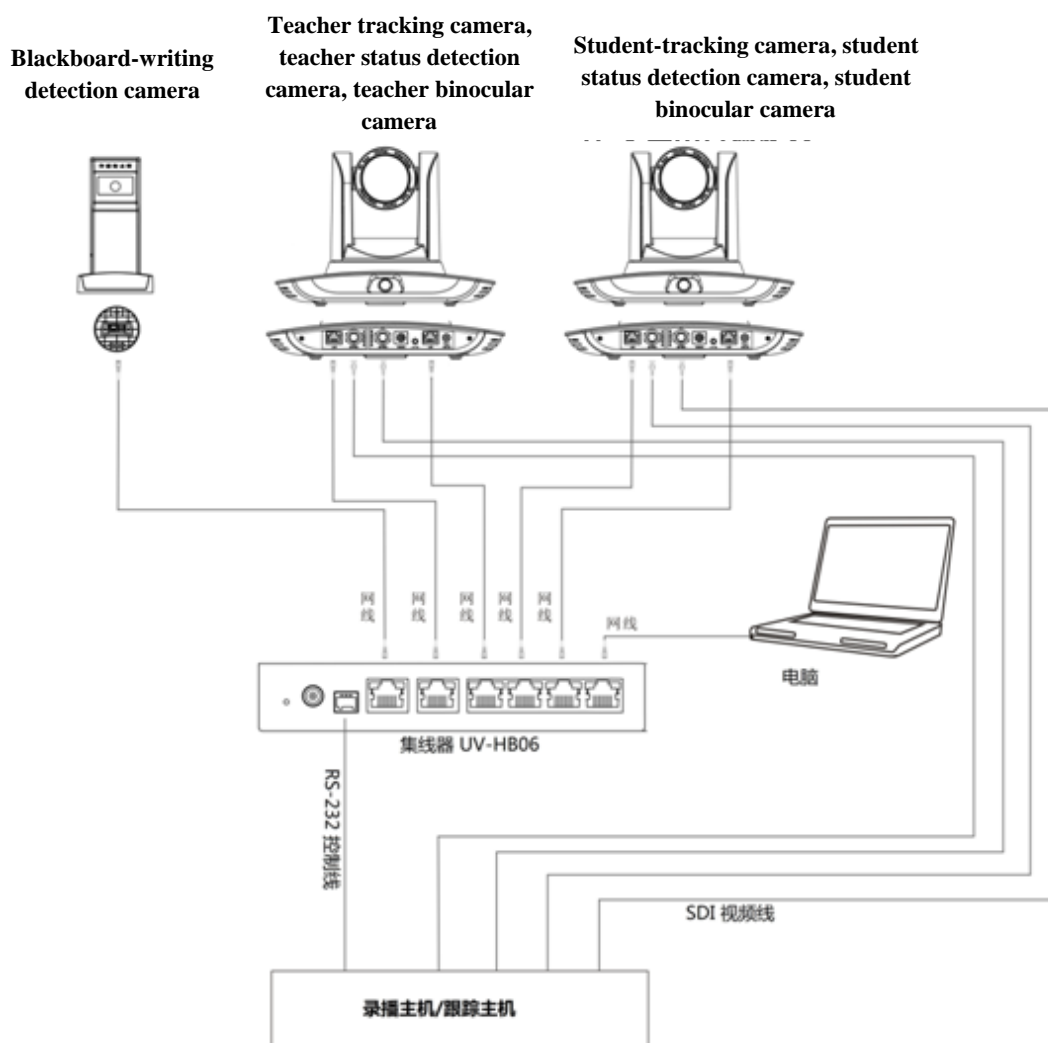 Blackboard-writing
detection camera
Teacher tracking camera,
teacher status detection
camera, teacher binocular
camera
Student-tracking camera, student
status detection camera, student
binocular camera
网线
网线
网线
网线
网线
网线
电脑
集线器 UV-HB06
RS-232 控制线
SDI 视频线
录播主机/跟踪主机